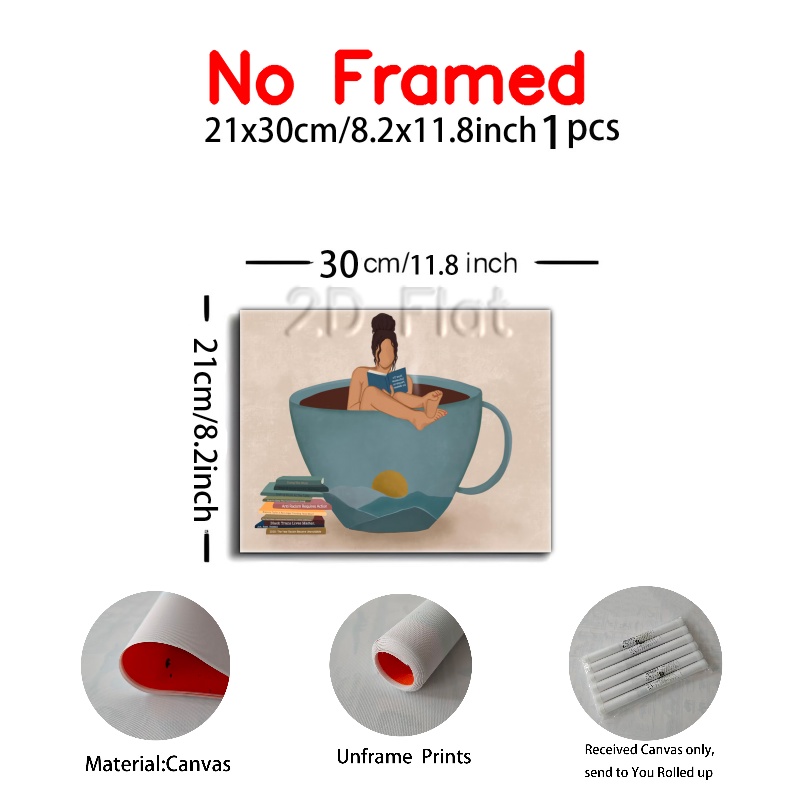 No Framed
21x30cm/8.2x11.8inch 1 pcs
30 cm/11.8 inch
2D Flat
21cm/8.2inch
Material:Canvas
Unframe Prints
Received Canvas only,
send to You Rolled up